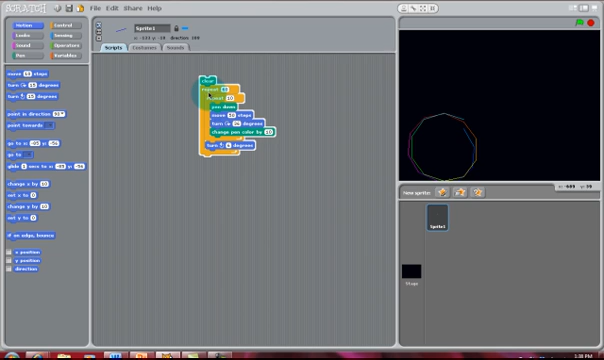 SCRATCH
File Edit Share Help
Motion Control
Looks Sensing
Sound Operators
Pen Variables
Sprite1
direction
Scripts Costumes Sounds
move 10 steps
turn 15 degrees
turn 15 degrees
point in direction
point towards
go to x: y:
go to
glide 1 secs to x: y:
change x by 10
set x to 0
change y by 10
set y to 0
if on edge, bounce
x position
y position
direction
clear
repeat
repeat 10
pen down
move steps
turn degrees
change pen color by 10
turn degrees
New sprite:
Sprite1
Stage
1:38 PM